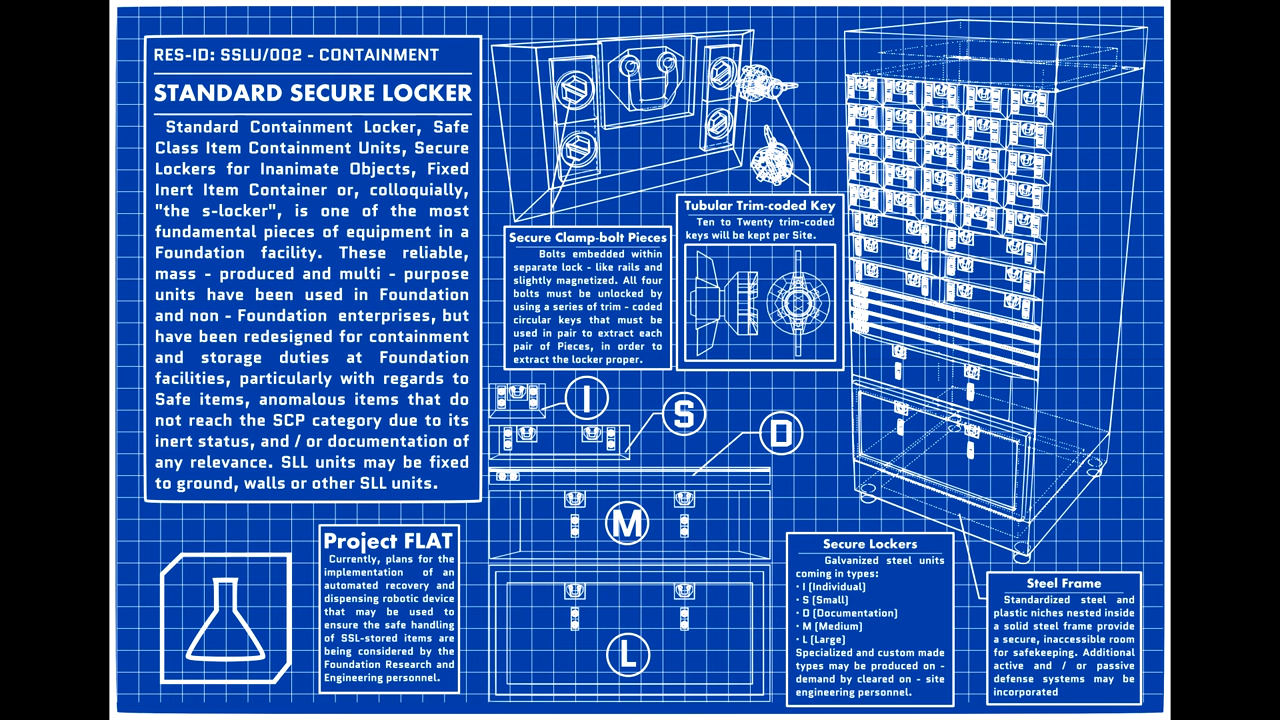 RES-ID: SSLU/002 - CONTAINMENT
STANDARD SECURE LOCKER
Standard Containment Locker, Safe
Class Item Containment Units, Secure
Lockers for Inanimate Objects, Fixed
Inert Item Container or, colloquially,
"the s-locker", is one of the most
fundamental pieces of equipment in a
Foundation facility. These reliable,
mass - produced and multi - purpose
units have been used in Foundation
and non - Foundation enterprises, but
have been redesigned for containment
and storage duties at Foundation
facilities, particularly with regards to
Safe items, anomalous items that do
not reach the SCP category due to its
inert status, and / or documentation of
any relevance. SLL units may be fixed
to ground, walls or other SLL units.
Secure Clamp-bolt Pieces
Bolts embedded within
separate lock - like rails and
slightly magnetized. All four
bolts must be unlocked by
using a series of trim - coded
circular keys that must be
used in pair to extract each
pair of Pieces, in order to
extract the locker proper.
Tubular Trim-coded Key
Ten to Twenty trim-coded
keys will be kept per Site.
I
S
D
M
L
Project FLAT
Currently, plans for the
implementation of an
automated recovery and
dispensing robotic device
that may be used to
ensure the safe handling
of SSL-stored items are
being considered by the
Foundation Research and
Engineering personnel.
Secure Lockers
Galvanized steel units
coming in types:
• I (Individual)
• S (Small)
• D (Documentation)
• M (Medium)
• L (Large)
Specialized and custom made
types may be produced on -
demand by cleared on - site
engineering personnel.
Steel Frame
Standardized steel and
plastic niches nested inside
a solid steel frame provide
a secure, inaccessible room
for safekeeping. Additional
active and / or passive
defense systems may be
incorporated